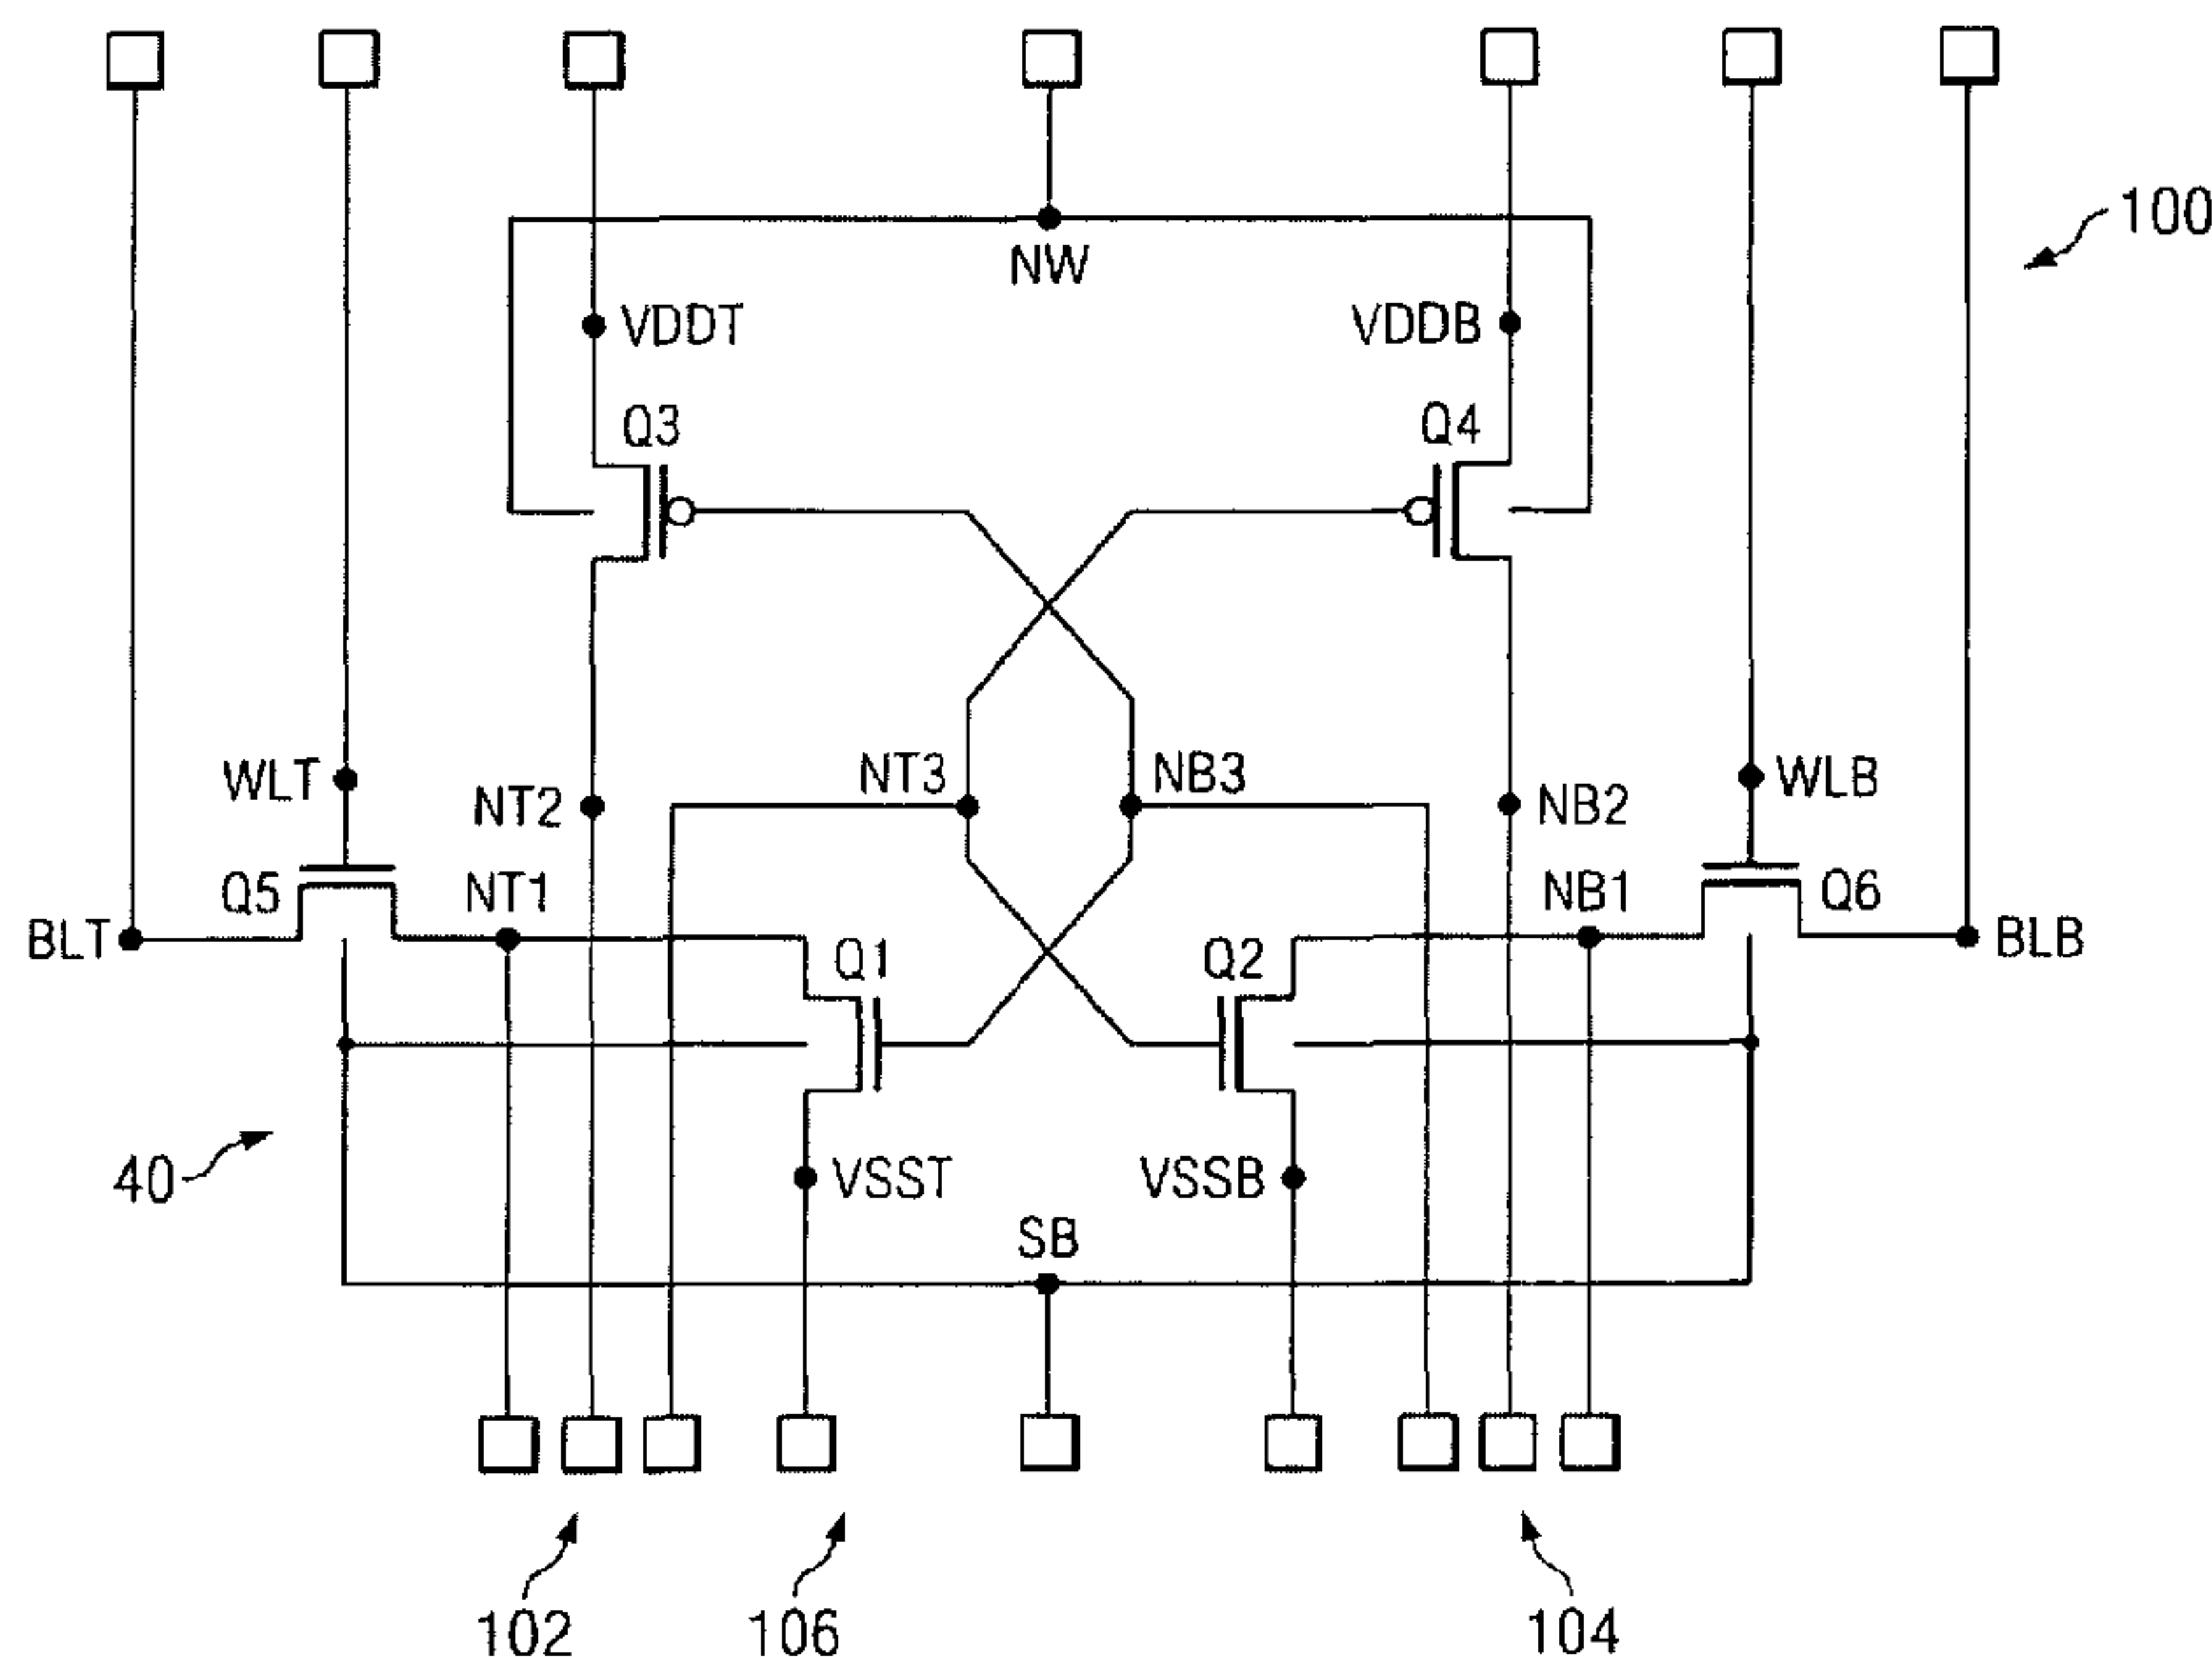 100
NW
VDDT
VDDB
Q3
Q4
NT3
NB3
WLT
WLB
NT2
NB2
Q5
NT1
NB1
Q6
BLT
Q1
Q2
BLB
40
VSST
VSSB
SB
102
106
104